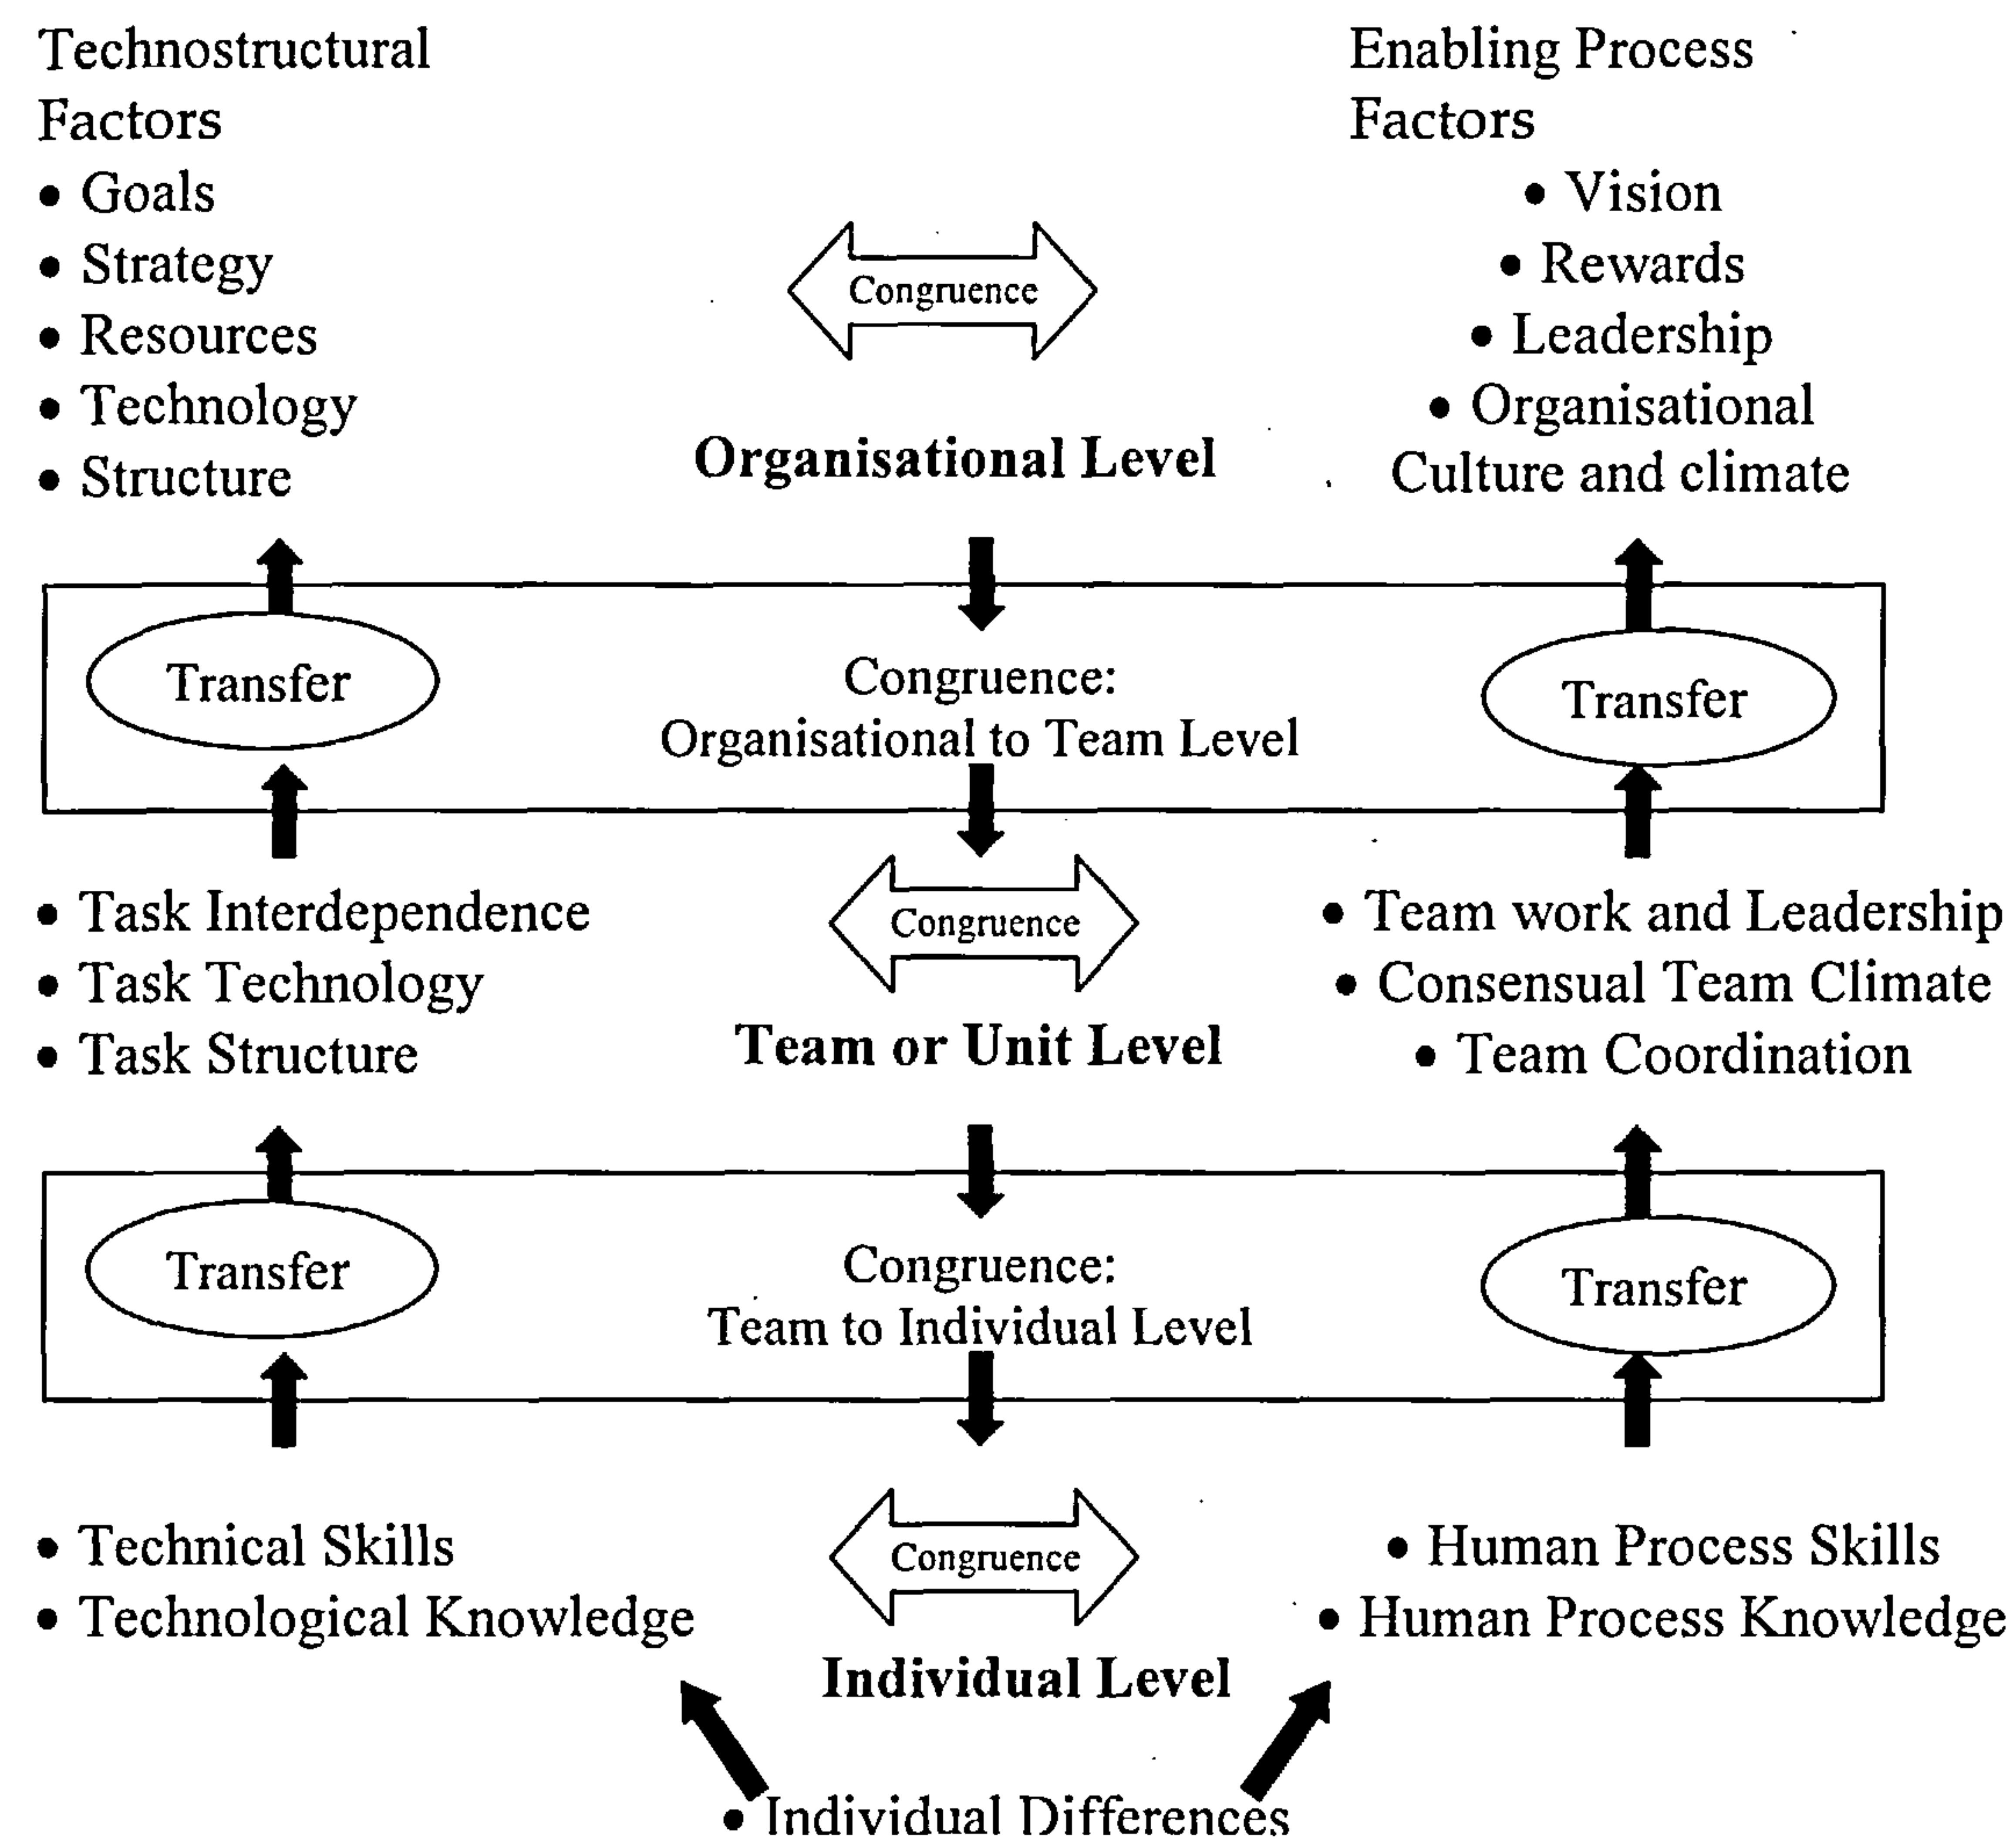 Technostructural
Factors
• Goals
• Strategy
• Resources
• Technology
• Structure
Congruence
Organisational Level
Enabling Process
Factors
• Vision
• Rewards
• Leadership
• Organisational
Culture and climate
Transfer
Congruence:
Organisational to Team Level
Transfer
• Task Interdependence
• Task Technology
• Task Structure
Congruence
Team or Unit Level
• Team work and Leadership
• Consensual Team Climate
• Team Coordination
Transfer
Congruence:
Team to Individual Level
Transfer
• Technical Skills
• Technological Knowledge
Congruence
Individual Level
• Human Process Skills
• Human Process Knowledge
• Individual Differences